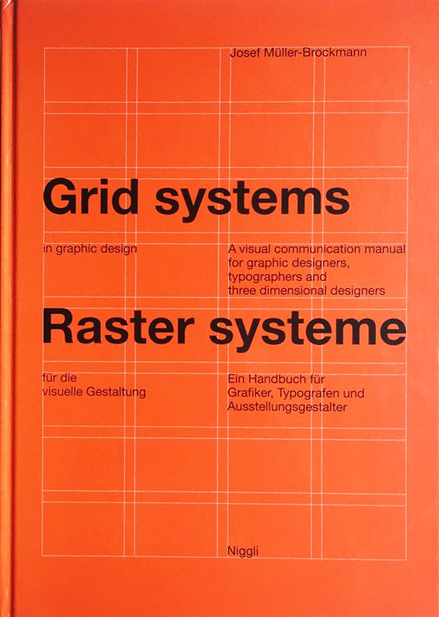 Josef Müller-Brockmann
Grid systems
in graphic design
A visual communication manual
for graphic designers,
typographers and
three dimensional designers
Raster systeme
für die
visuelle Gestaltung
Ein Handbuch für
Grafiker, Typografen und
Ausstellungsgestalter
Niggli